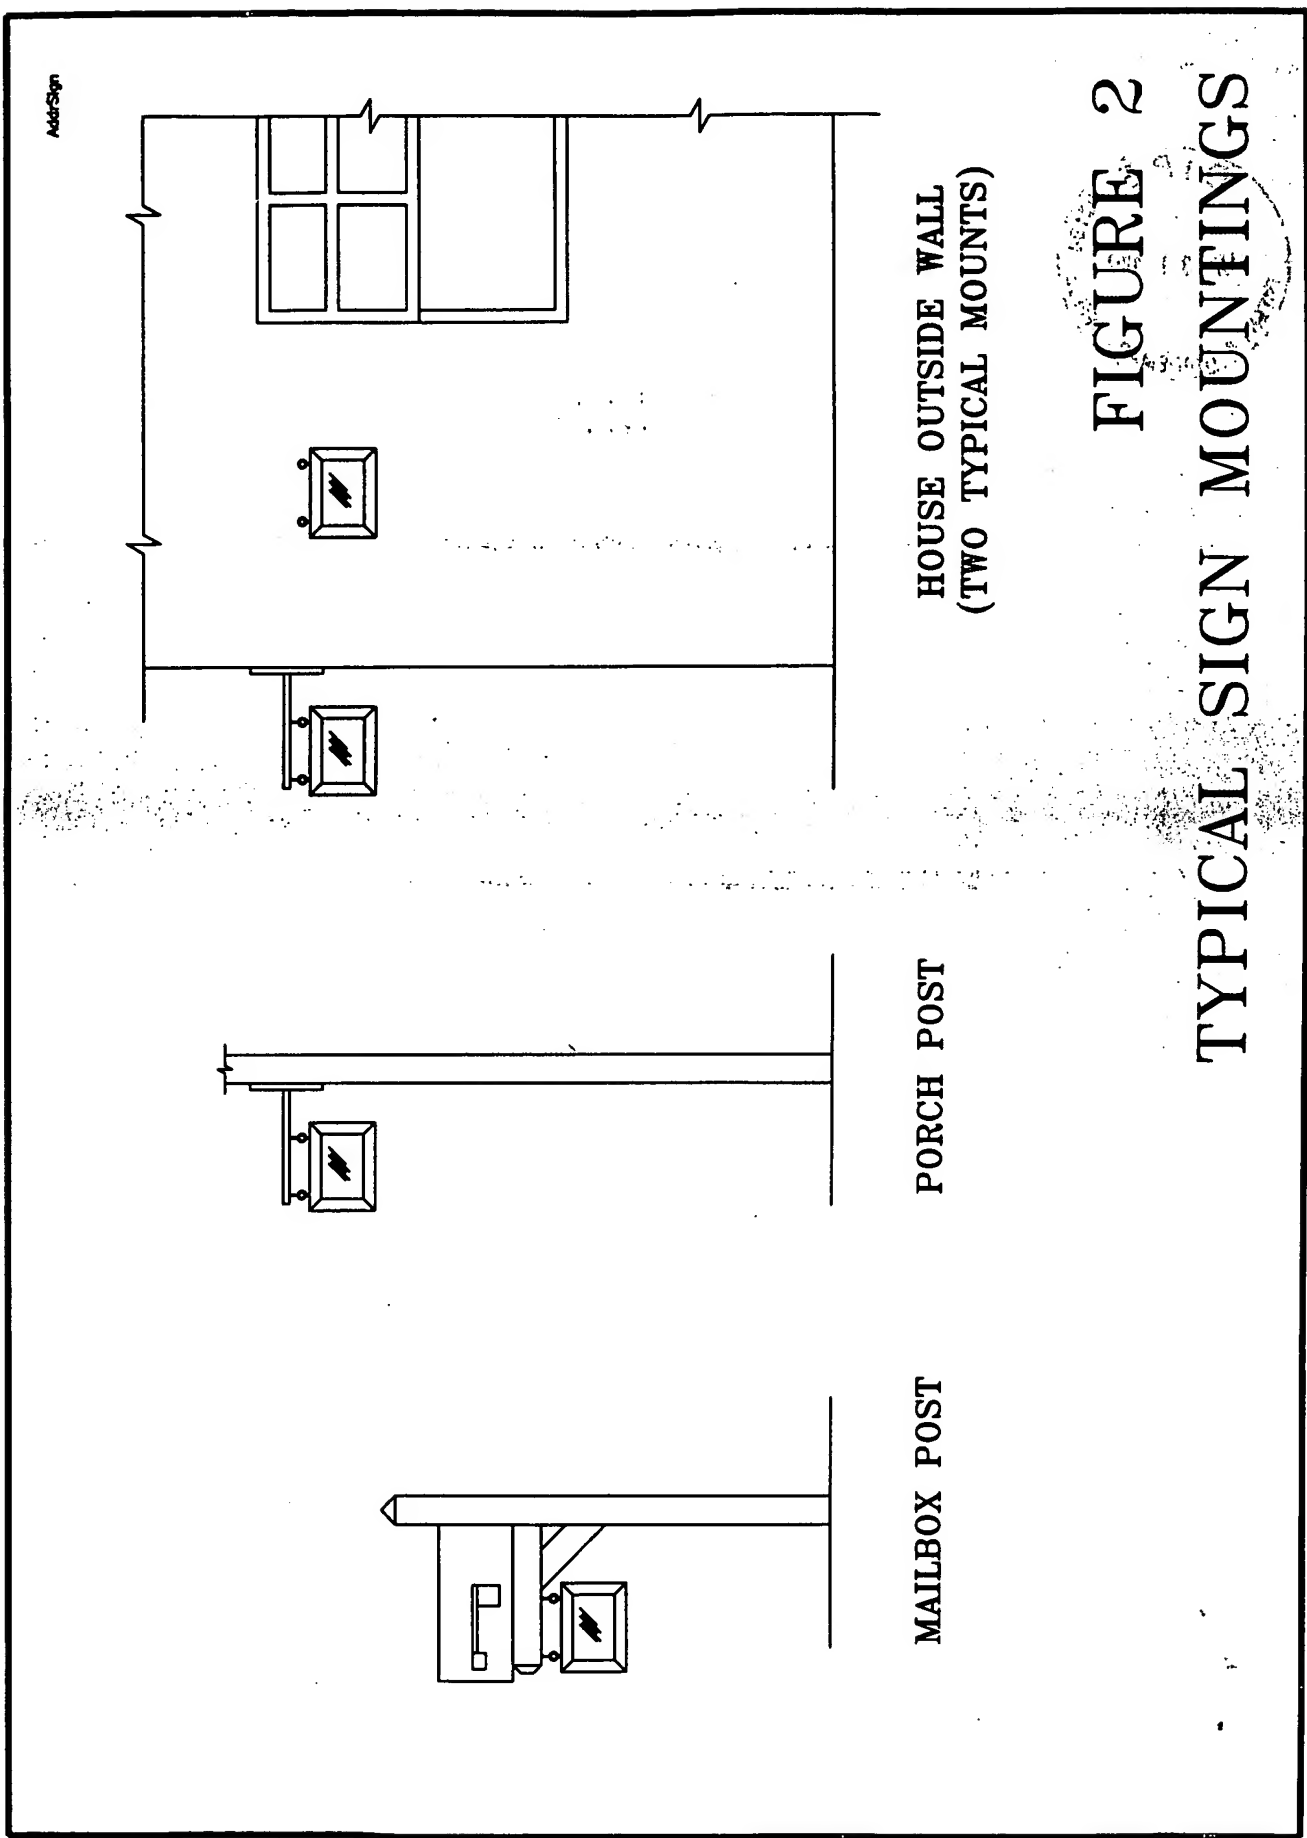 AddrSign
MAILBOX POST
PORCH POST
HOUSE OUTSIDE WALL
(TWO TYPICAL MOUNTS)
FIGURE 2
TYPICAL SIGN MOUNTINGS